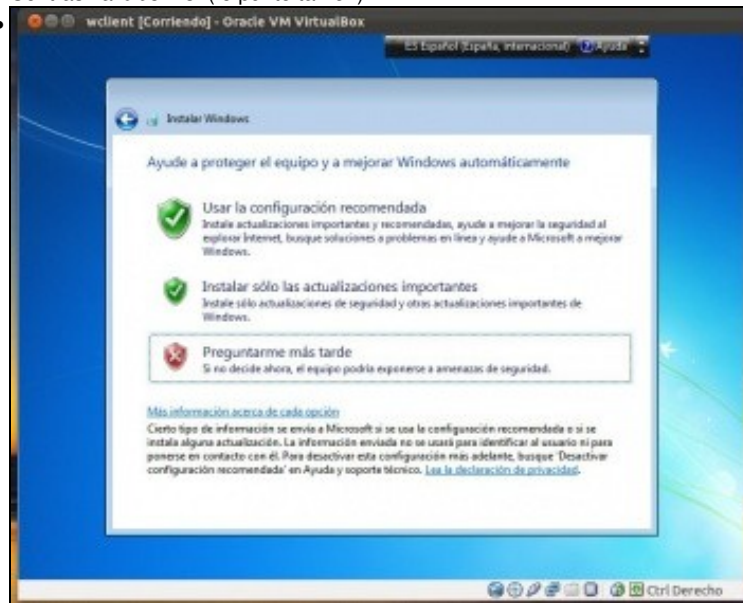 wclient [Corriendo] - Oracle VM VirtualBox
ES Español (España, internacional) Ayuda
Instalar Windows
Ayude a proteger el equipo y a mejorar Windows automáticamente
Usar la configuración recomendada
Instale actualizaciones importantes y recomendadas, ayude a mejorar la seguridad al
explorar Internet, busque soluciones a problemas en línea y ayude a Microsoft a mejorar
Windows.
Instalar sólo las actualizaciones importantes
Instale sólo actualizaciones de seguridad y otras actualizaciones importantes de
Windows.
Preguntarme más tarde
Si no decide ahora, el equipo podría exponerse a amenazas de seguridad.
Más información acerca de cada opción
Cierto tipo de información se envía a Microsoft si se usa la configuración recomendada o si se
instala alguna actualización. La información enviada no se usará para identificar al usuario ni para
ponerse en contacto con él. Para desactivar esta configuración más adelante, busque 'Desactivar
configuración recomendada' en Ayuda y soporte técnico. Lea la declaración de privacidad.
Ctrl Derecho